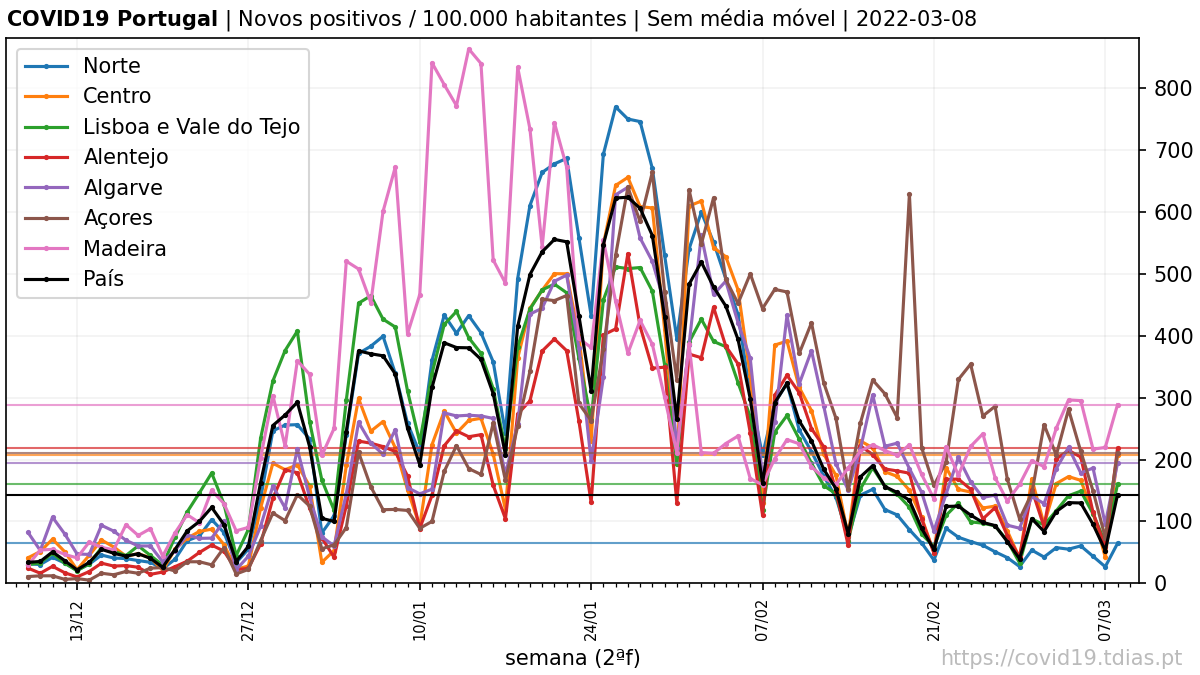 COVID19 Portugal | Novos positivos / 100.000 habitantes | Sem média móvel | 2022-03-08
Norte
Centro
Lisboa e Vale do Tejo
Alentejo
Algarve
Açores
Madeira
País
800
700
600
500
400
300
200
100
0
13/12
27/12
10/01
24/01
07/02
21/02
07/03
semana (2ªf)
https://covid19.tdias.pt